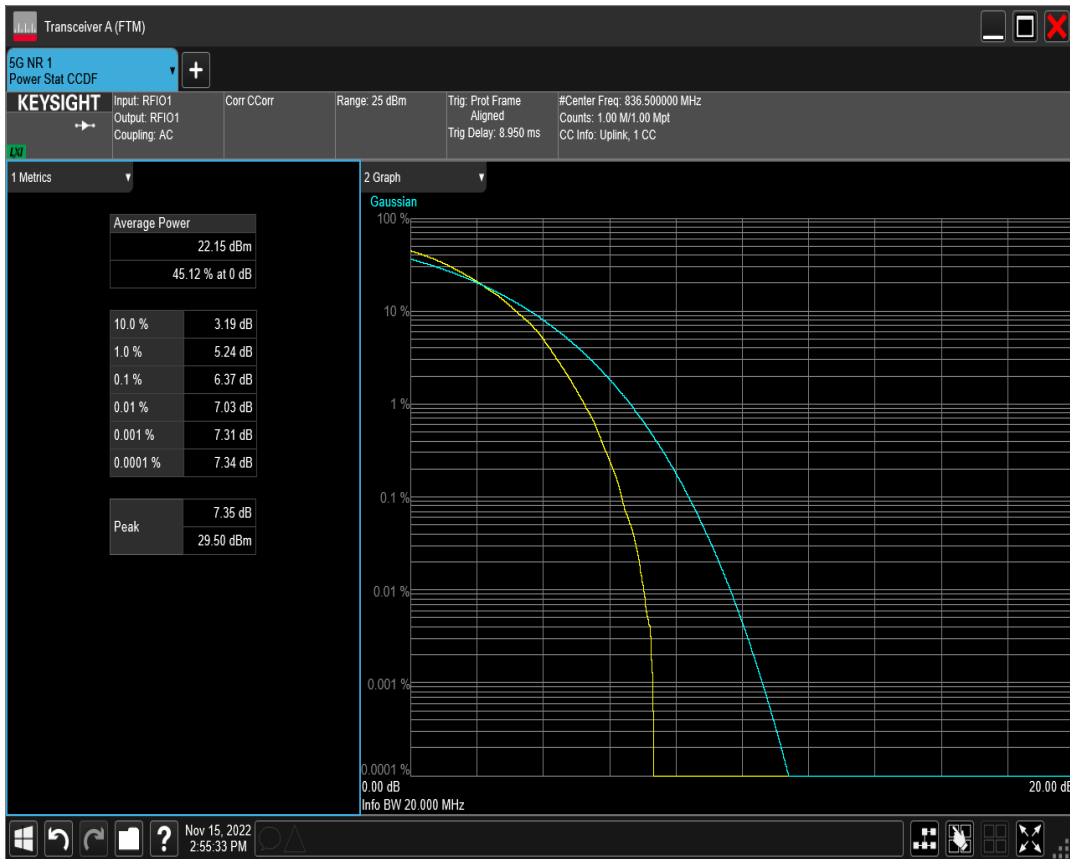 Transceiver A (FTM)
5G NR 1
Power Stat CCDF
+
KEYSIGHT
LXI
Input: RFIO1
Output: RFIO1
Coupling: AC
Corr CCorr
Range: 25 dBm
Trig: Prot Frame
Aligned
Trig Delay: 8.950 ms
#Center Freq: 836.500000 MHz
Counts: 1.00 M/1.00 Mpt
CC Info: Uplink, 1 CC
1 Metrics
Average Power
22.15 dBm
45.12 % at 0 dB
10.0 % 3.19 dB
1.0 % 5.24 dB
0.1 % 6.37 dB
0.01 % 7.03 dB
0.001 % 7.31 dB
0.0001 % 7.34 dB
Peak 7.35 dB
29.50 dBm
2 Graph
Gaussian
100 %
10 %
1 %
0.1 %
0.01 %
0.001 %
0.0001 %
0.00 dB 20.00 dB
Info BW 20.000 MHz
?
Nov 15, 2022
2:55:33 PM